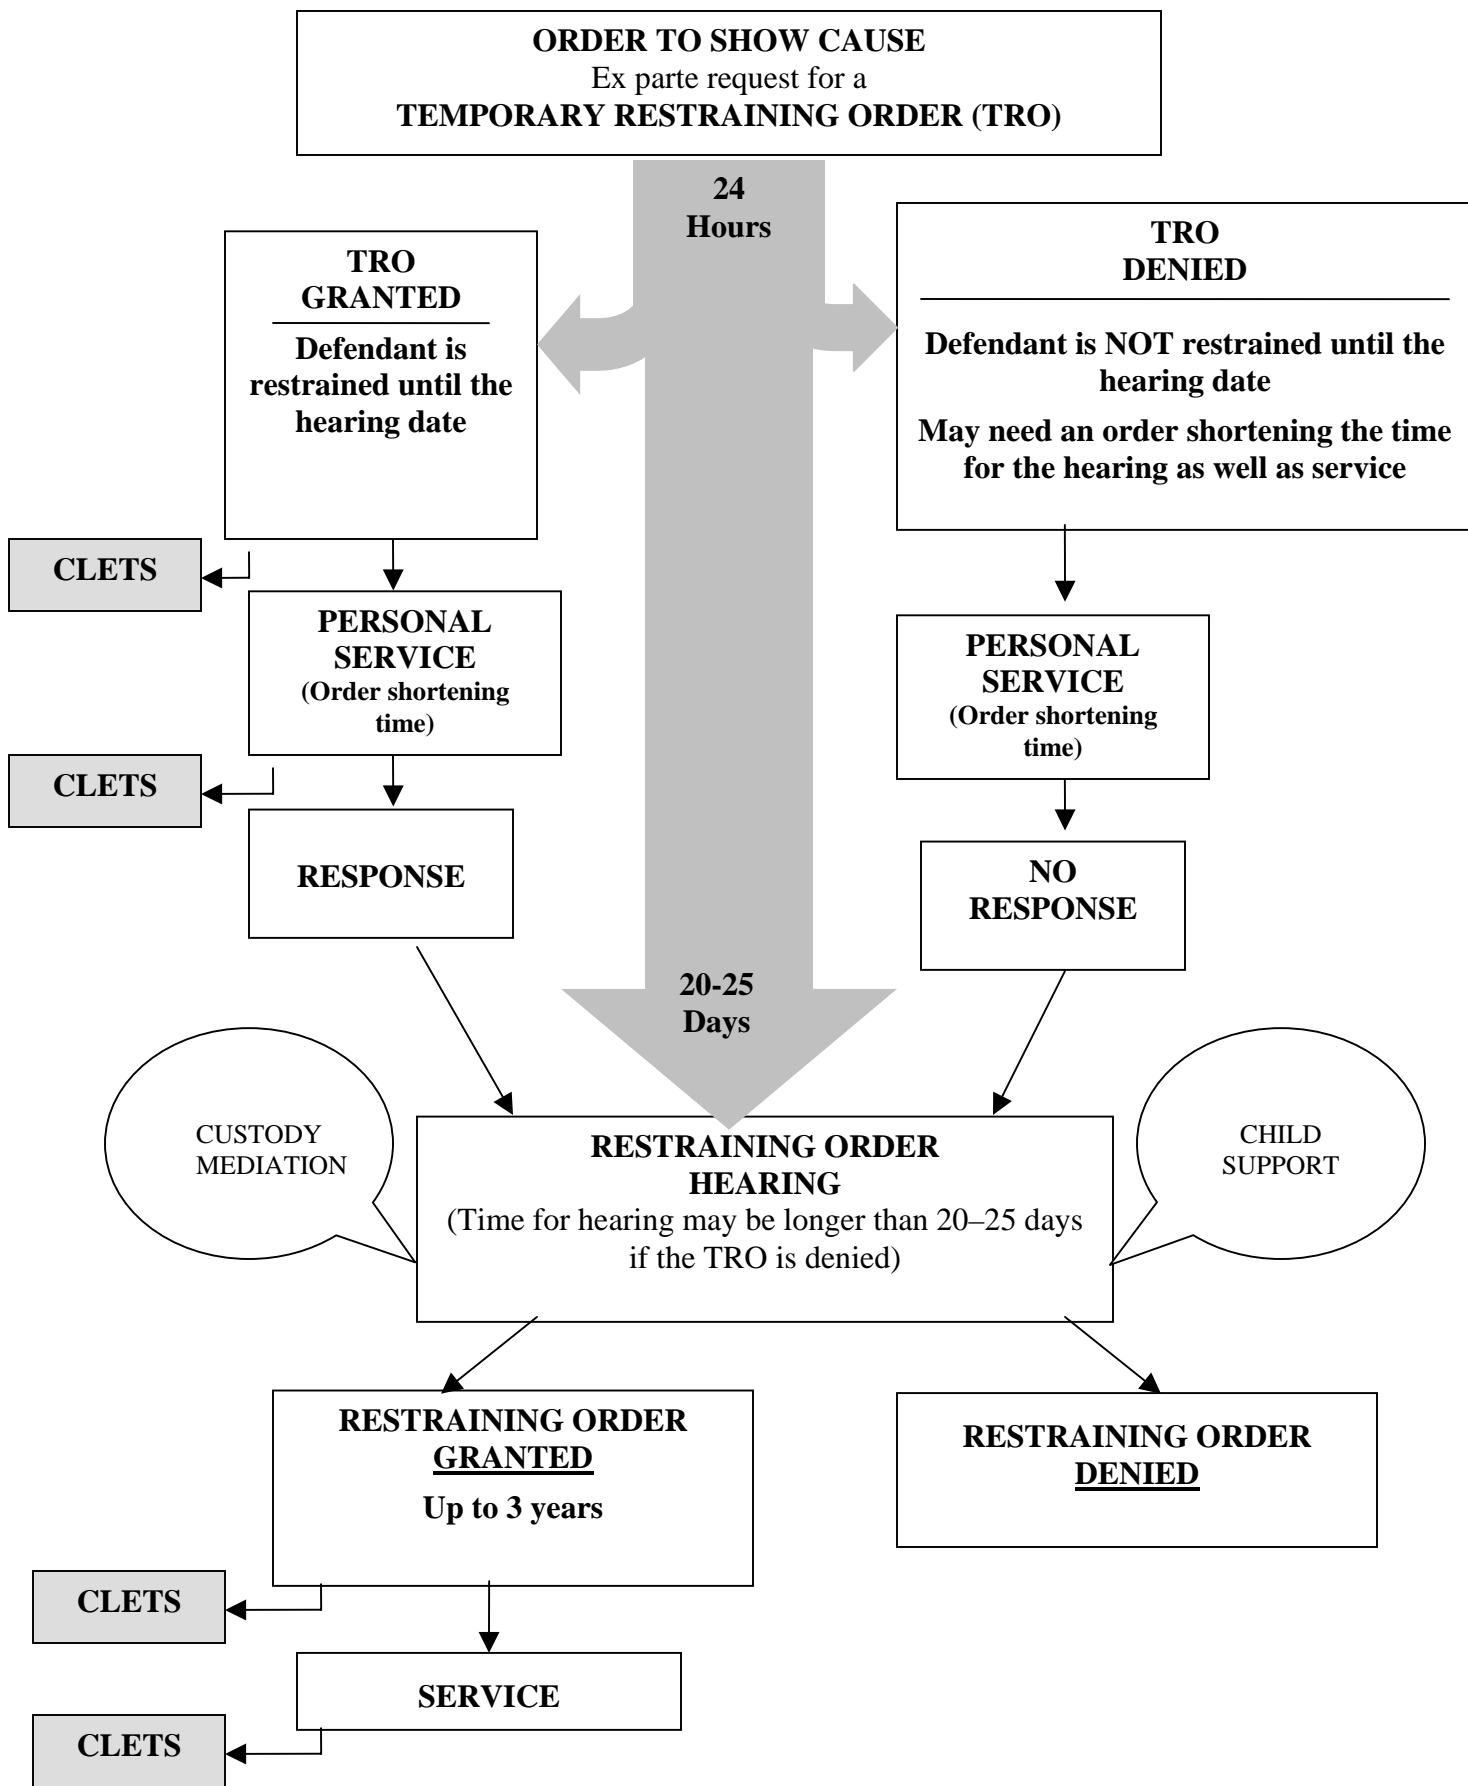 ORDER TO SHOW CAUSE
Ex parte request for a
TEMPORARY RESTRAINING ORDER (TRO)
24
Hours
TRO
GRANTED
Defendant is
restrained until the
hearing date
TRO
DENIED
Defendant is NOT restrained until the
hearing date
May need an order shortening the time
for the hearing as well as service
CLETS
PERSONAL
SERVICE
(Order shortening
time)
PERSONAL
SERVICE
(Order shortening
time)
CLETS
RESPONSE
NO
RESPONSE
20-25
Days
CUSTODY
MEDIATION
RESTRAINING ORDER
HEARING
(Time for hearing may be longer than 20–25 days
if the TRO is denied)
CHILD
SUPPORT
RESTRAINING ORDER
GRANTED
Up to 3 years
RESTRAINING ORDER
DENIED
CLETS
SERVICE
CLETS